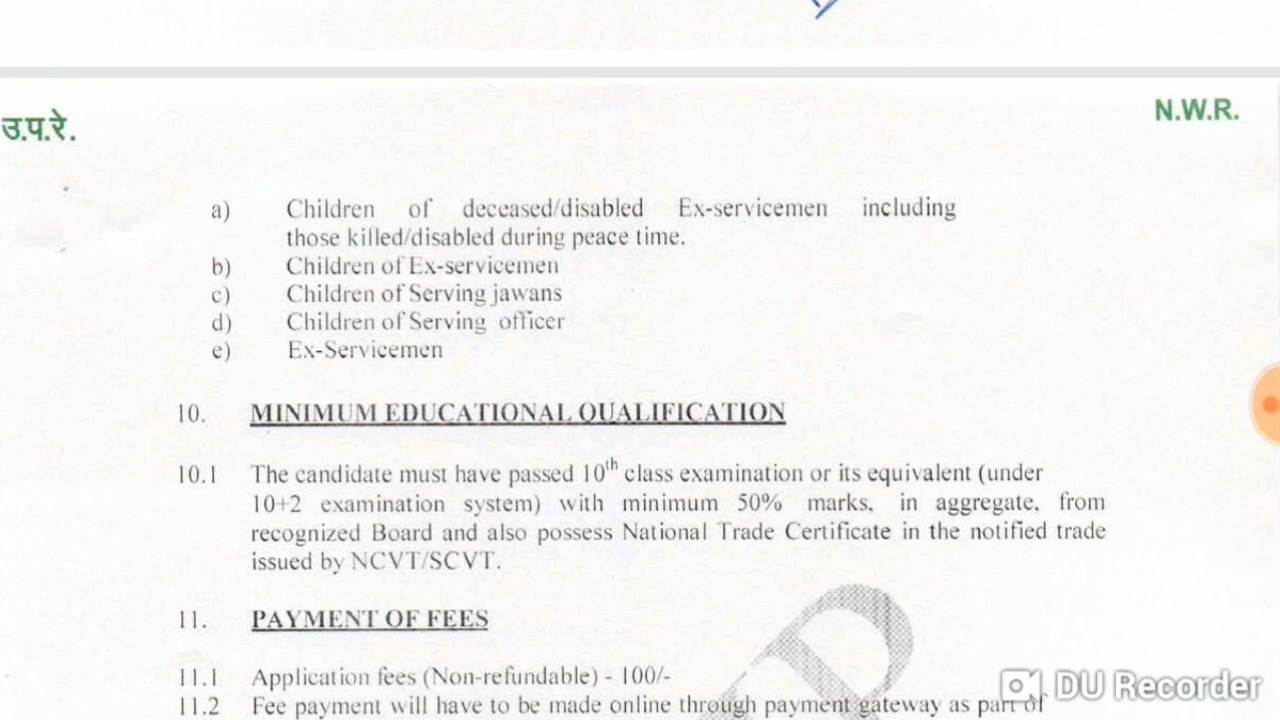 उ.प.रे.
N.W.R.
a) Children of deceased/disabled Ex-servicemen including
those killed/disabled during peace time.
b) Children of Ex-servicemen
c) Children of Serving jawans
d) Children of Serving officer
e) Ex-Servicemen
10. MINIMUM EDUCATIONAL QUALIFICATION
10.1 The candidate must have passed 10th class examination or its equivalent (under
10+2 examination system) with minimum 50% marks, in aggregate, from
recognized Board and also possess National Trade Certificate in the notified trade
issued by NCVT/SCVT.
11. PAYMENT OF FEES
11.1 Application fees (Non-refundable) - 100/-
11.2 Fee payment will have to be made online through payment gateway as part of
DU Recorder